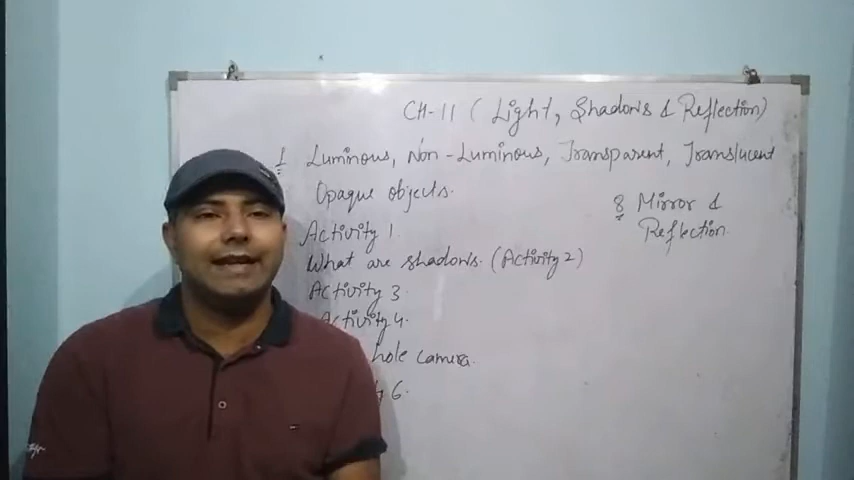 CH-11 (Light, Shadows & Reflection)
1 Luminous, Non-Luminous, Transparent, Translucent
Opaque objects.
Activity 1.
What are shadows. (Activity 2)
Activity 3.
Activity 4.
hole camera.
6.
8 Mirror &
Reflection.